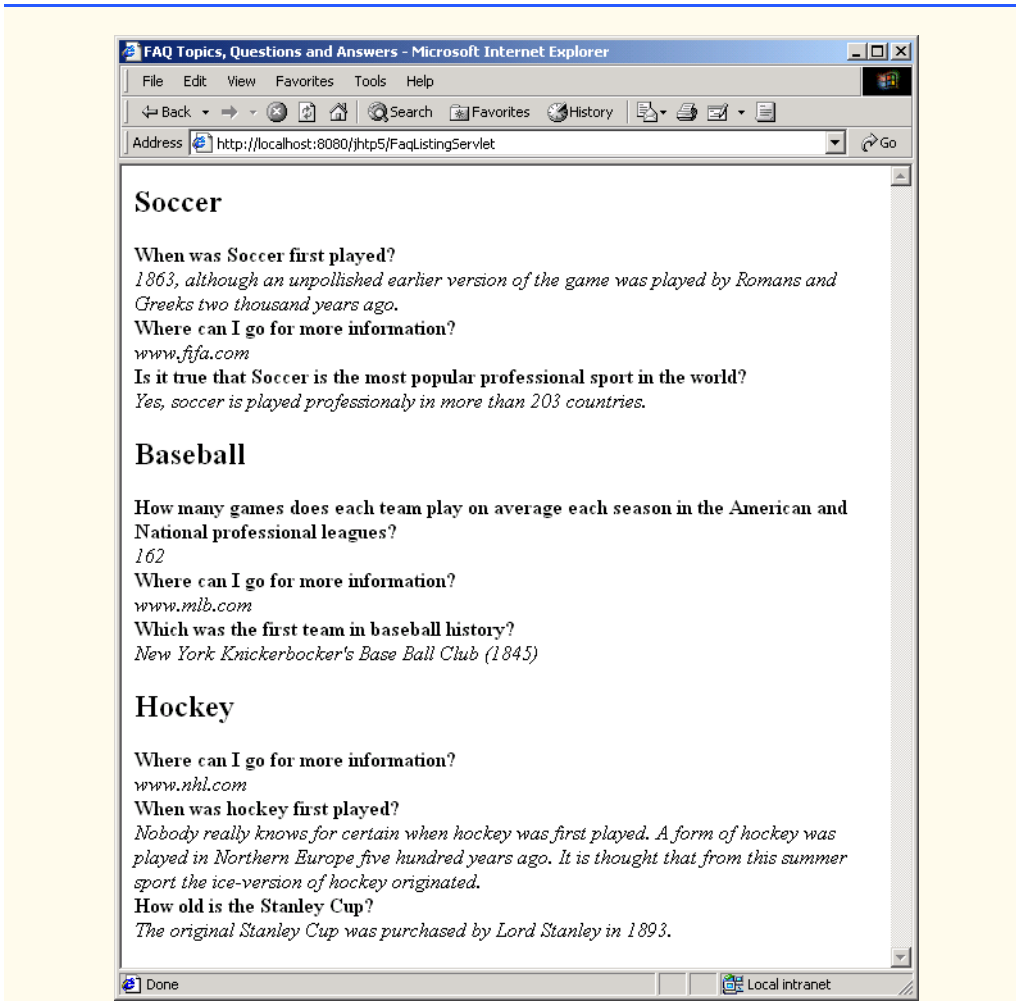 FAQ Topics, Questions and Answers - Microsoft Internet Explorer
File Edit View Favorites Tools Help
Back Search Favorites History
Address http://localhost:8080/jhtp5/FaqListingServlet Go
Soccer
When was Soccer first played?
1863, although an unpollished earlier version of the game was played by Romans and
Greeks two thousand years ago.
Where can I go for more information?
www.fifa.com
Is it true that Soccer is the most popular professional sport in the world?
Yes, soccer is played professionaly in more than 203 countries.
Baseball
How many games does each team play on average each season in the American and
National professional leagues?
162
Where can I go for more information?
www.mlb.com
Which was the first team in baseball history?
New York Knickerbocker's Base Ball Club (1845)
Hockey
Where can I go for more information?
www.nhl.com
When was hockey first played?
Nobody really knows for certain when hockey was first played. A form of hockey was
played in Northern Europe five hundred years ago. It is thought that from this summer
sport the ice-version of hockey originated.
How old is the Stanley Cup?
The original Stanley Cup was purchased by Lord Stanley in 1893.
Done Local intranet